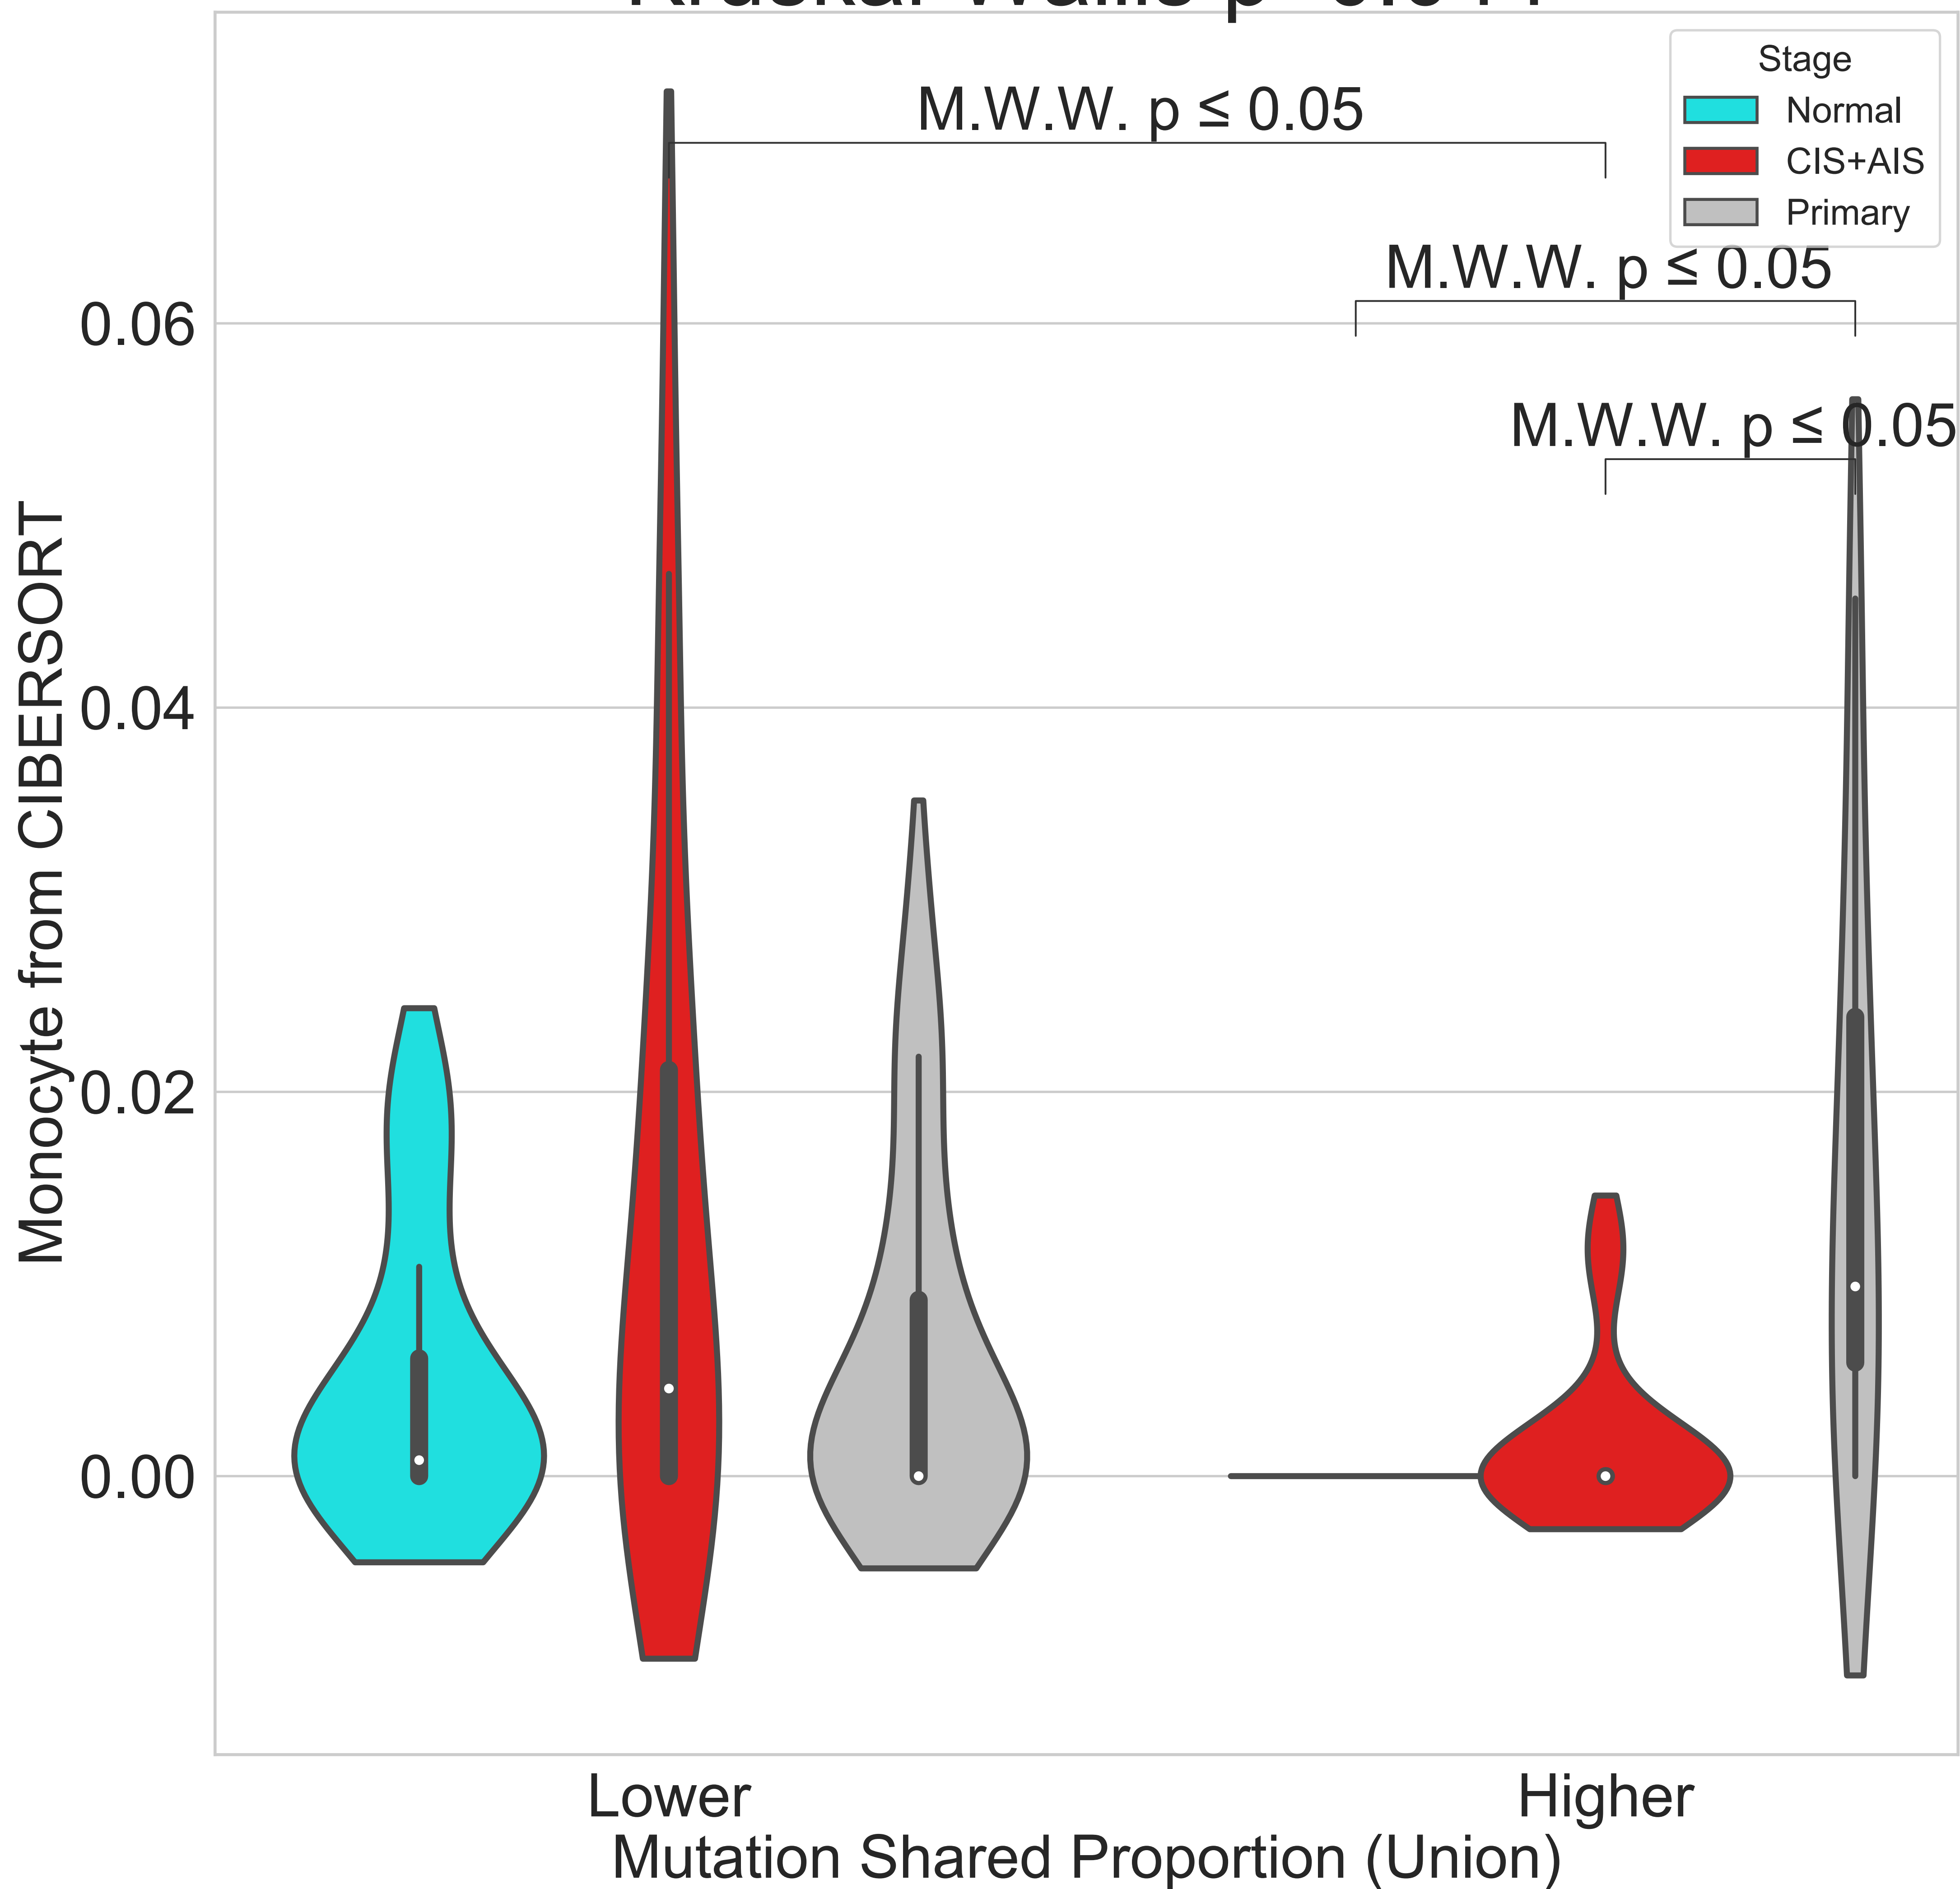 M.W.W. p ≤ 0.05
Stage
Normal
CIS+AIS
Primary
M.W.W. p ≤ 0.05
M.W.W. p ≤ 0.05
0.06
0.04
0.02
0.00
Monocyte from CIBERSORT
Lower
Higher
Mutation Shared Proportion (Union)